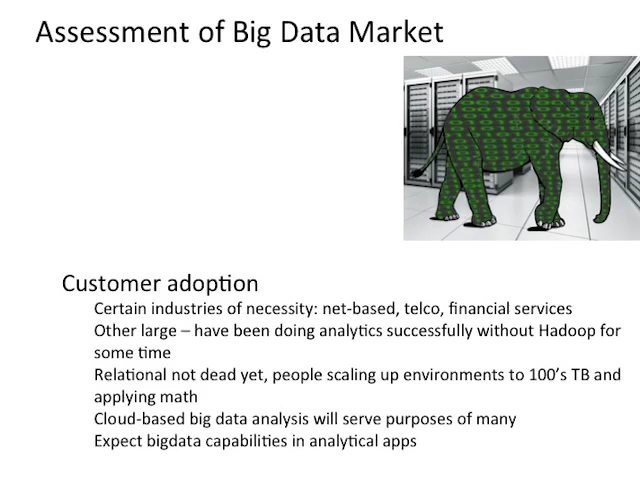 Assessment of Big Data Market
Customer adoption
Certain industries of necessity: net-based, telco, financial services
Other large – have been doing analytics successfully without Hadoop for
some time
Relational not dead yet, people scaling up environments to 100's TB and
applying math
Cloud-based big data analysis will serve purposes of many
Expect bigdata capabilities in analytical apps